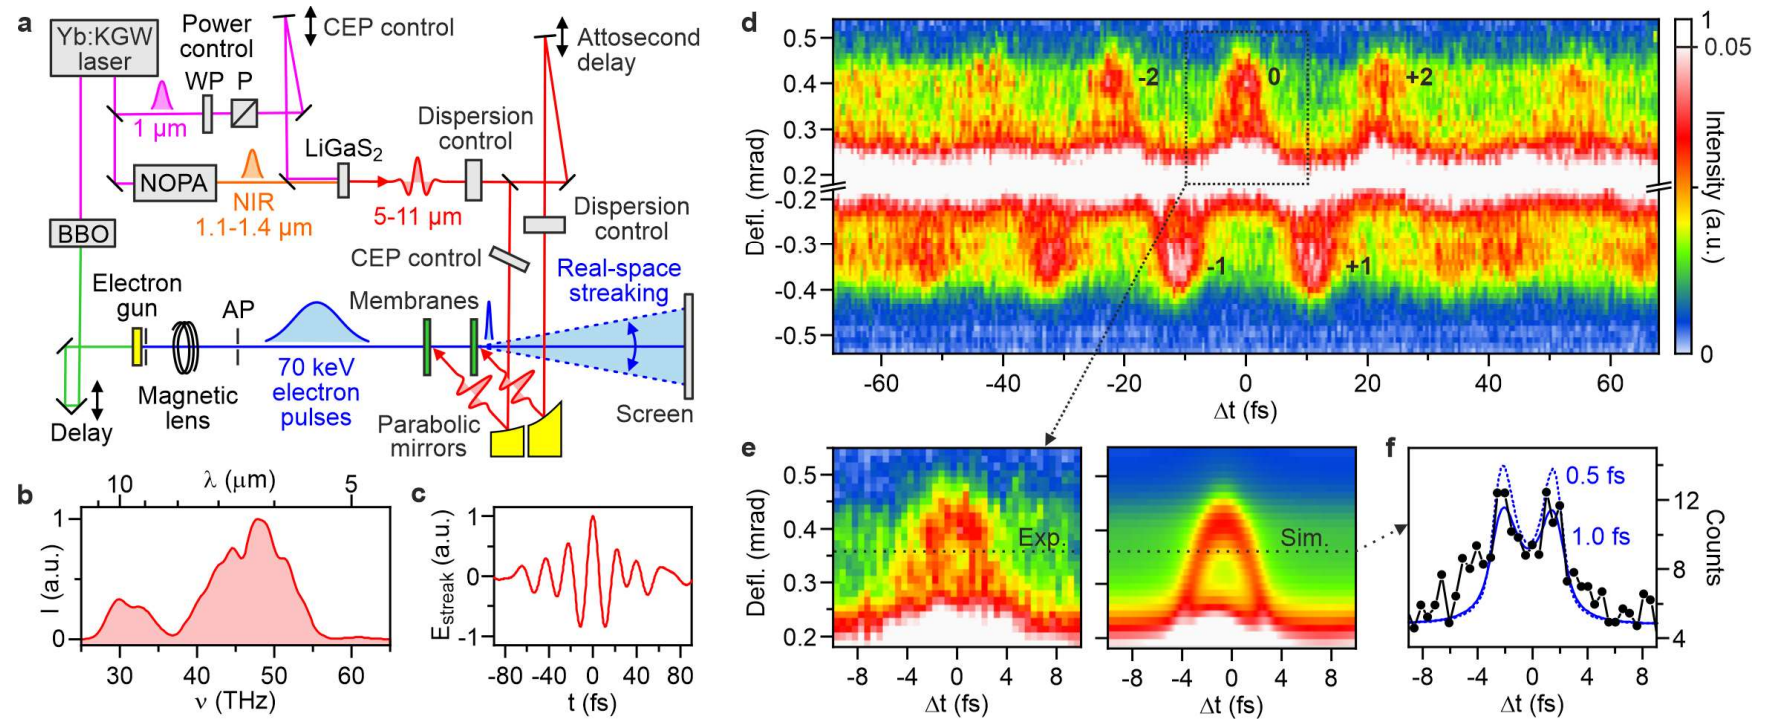 a
Yb:KGW
laser
Power
control
WP
P
CEP control
Attosecond
delay
1 μm
LiGaS2
Dispersion
control
NOPA
NIR
1.1-1.4 μm
5-11 μm
Dispersion
control
BBO
CEP control
Real-space
streaking
Electron
gun
AP
Membranes
70 keV
electron
pulses
Magnetic
lens
Delay
Parabolic
mirrors
Screen
b
λ (μm)
10
5
1
0
I (a.u.)
30
40
50
60
ν (THz)
c
Estreak (a.u.)
1
0
-1
-80
-40
0
40
80
t (fs)
d
Defl. (mrad)
0.5
0.4
0.3
0.2
-0.2
-0.3
-0.4
-0.5
-2
0
+2
-1
+1
-60
-40
-20
0
20
40
60
Δt (fs)
1
0.05
0
Intensity (a.u.)
e
Defl. (mrad)
0.5
0.4
0.3
0.2
Exp.
-8
-4
0
4
8
Δt (fs)
Sim.
-8
-4
0
4
8
Δt (fs)
f
0.5 fs
1.0 fs
12
8
4
Counts
-8
-4
0
4
8
Δt (fs)